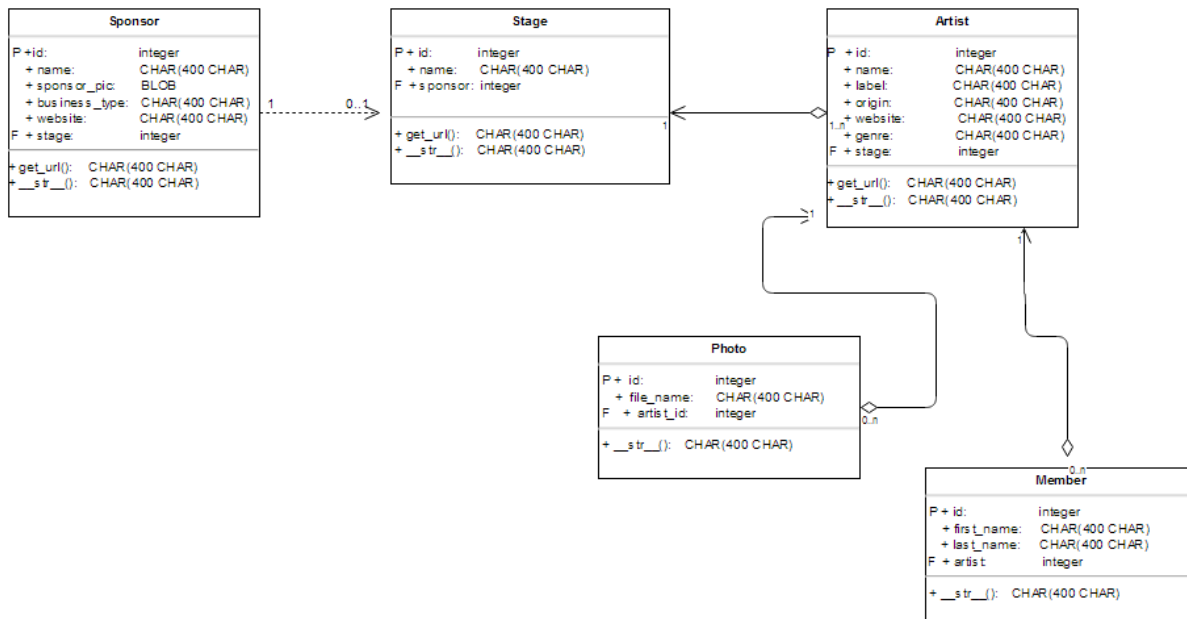 Sponsor
P +id: integer
+ name: CHAR(400 CHAR)
+ sponsor_pic: BLOB
+ business_type: CHAR(400 CHAR)
+ website: CHAR(400 CHAR)
F + stage: integer
+ get_url(): CHAR(400 CHAR)
+ __str__(): CHAR(400 CHAR)
1
0..1
Stage
P + id: integer
+ name: CHAR(400 CHAR)
F + sponsor: integer
+ get_url(): CHAR(400 CHAR)
+ __str__(): CHAR(400 CHAR)
1
1..n
Artist
P + id: integer
+ name: CHAR(400 CHAR)
+ label: CHAR(400 CHAR)
+ origin: CHAR(400 CHAR)
+ website: CHAR(400 CHAR)
+ genre: CHAR(400 CHAR)
F + stage: integer
+ get_url(): CHAR(400 CHAR)
+ __str__(): CHAR(400 CHAR)
1
1
Photo
P + id: integer
+ file_name: CHAR(400 CHAR)
F + artist_id: integer
+ __str__(): CHAR(400 CHAR)
0..n
0..n
Member
P + id: integer
+ first_name: CHAR(400 CHAR)
+ last_name: CHAR(400 CHAR)
F + artist: integer
+ __str__(): CHAR(400 CHAR)